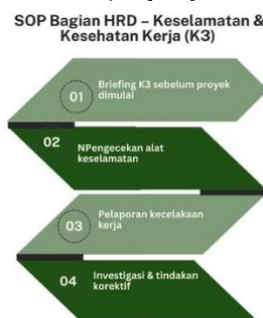 SOP Bagian HRD – Keselamatan &
Kesehatan Kerja (K3)
01
Briefing K3 sebelum proyek
dimulai
02
NPengecekan alat
keselamatan
03
Pelaporan kecelakaan
kerja
04
Investigasi & tindakan
korektif